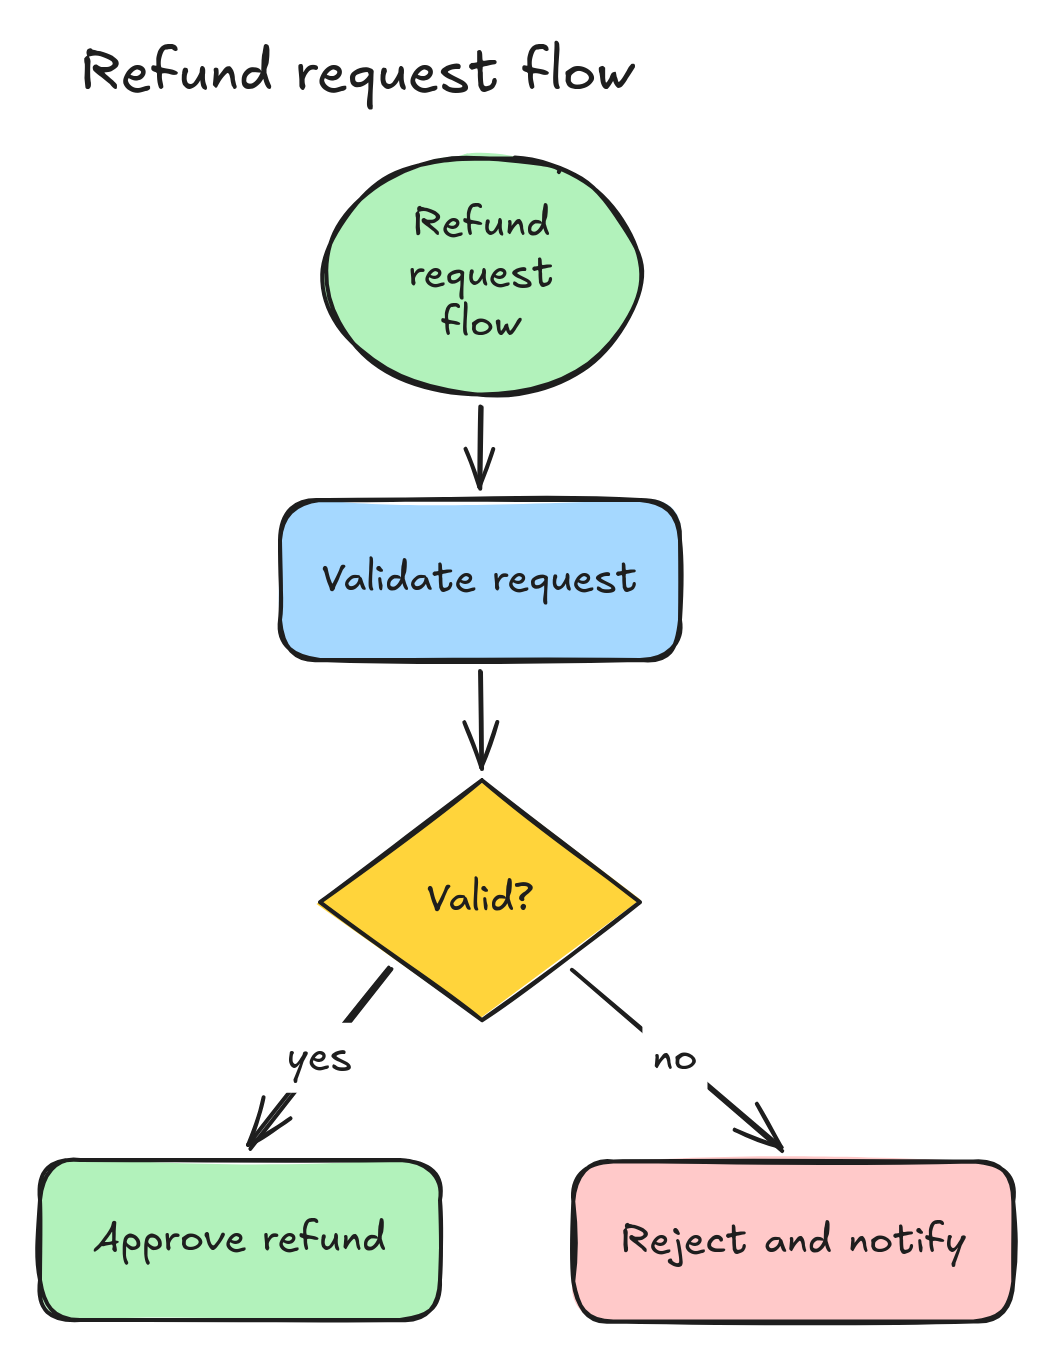 Refund request flow
Refund
request
flow
Validate request
Valid?
yes
no
Approve refund
Reject and notify